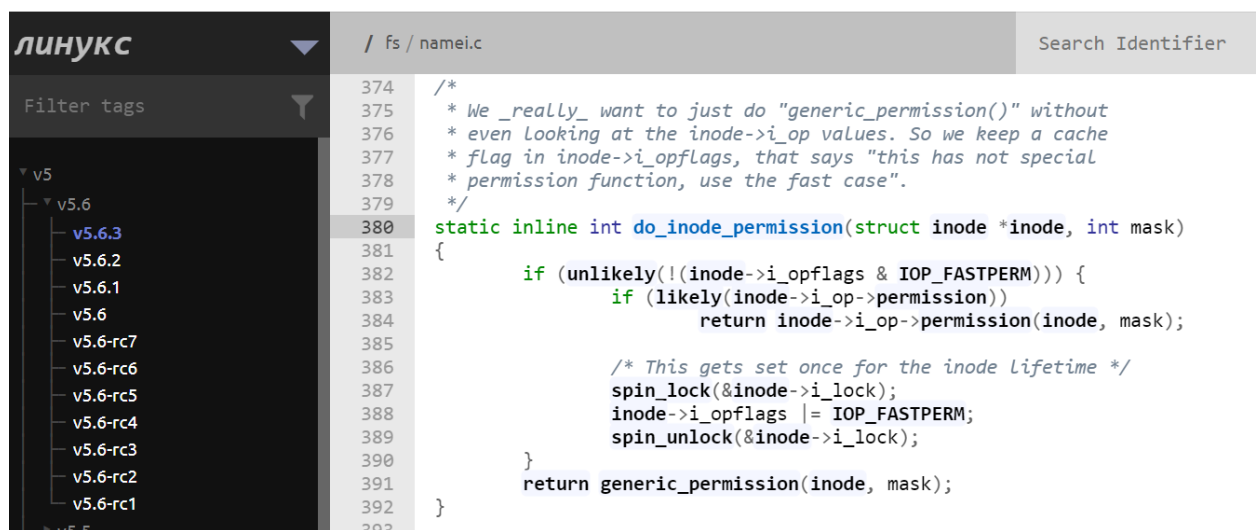 линукс
/ fs / namei.c
Search Identifier
Filter tags
v5
v5.6
v5.6.3
v5.6.2
v5.6.1
v5.6
v5.6-rc7
v5.6-rc6
v5.6-rc5
v5.6-rc4
v5.6-rc3
v5.6-rc2
v5.6-rc1
v5.5
374 /*
375  * We _really_ want to just do "generic_permission()" without
376  * even looking at the inode->i_op values. So we keep a cache
377  * flag in inode->i_opflags, that says "this has not special
378  * permission function, use the fast case".
379  */
380 static inline int do_inode_permission(struct inode *inode, int mask)
381 {
382         if (unlikely(!(inode->i_opflags & IOP_FASTPERM))) {
383                 if (likely(inode->i_op->permission))
384                         return inode->i_op->permission(inode, mask);
385
386                 /* This gets set once for the inode lifetime */
387                 spin_lock(&inode->i_lock);
388                 inode->i_opflags |= IOP_FASTPERM;
389                 spin_unlock(&inode->i_lock);
390         }
391         return generic_permission(inode, mask);
392 }
393